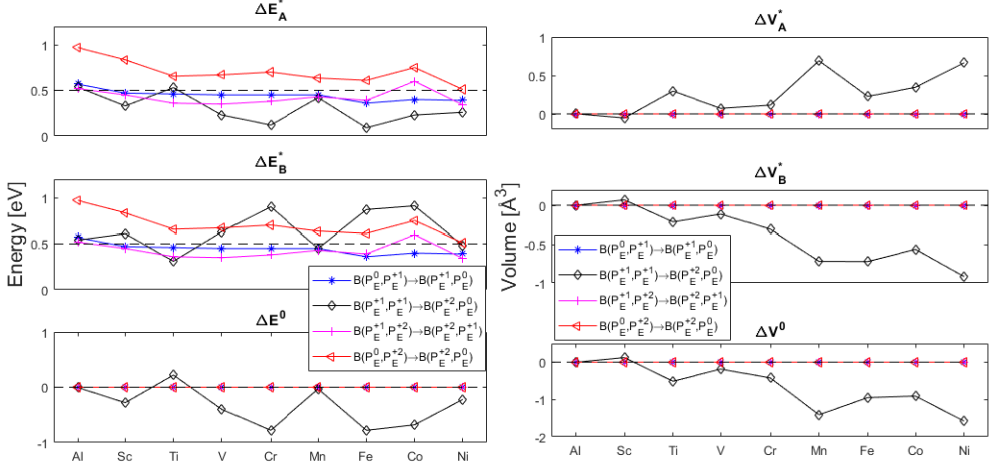 ΔE*A
1
0.5
0
ΔE*B
1
0.5
0
Energy [eV]
B(P0E,P+1E)→B(P+1E,P0E)
B(P+1E,P+1E)→B(P+2E,P0E)
B(P+1E,P+2E)→B(P+2E,P+1E)
B(P0E,P+2E)→B(P+2E,P0E)
ΔE0
1
0
-1
Al Sc Ti V Cr Mn Fe Co Ni
ΔV*A
1
0.5
0
ΔV*B
0
-0.5
-1
Volume [Å3]
B(P0E,P+1E)→B(P+1E,P0E)
B(P+1E,P+1E)→B(P+2E,P0E)
B(P+1E,P+2E)→B(P+2E,P+1E)
B(P0E,P+2E)→B(P+2E,P0E)
ΔV0
0
-1
-2
Al Sc Ti V Cr Mn Fe Co Ni